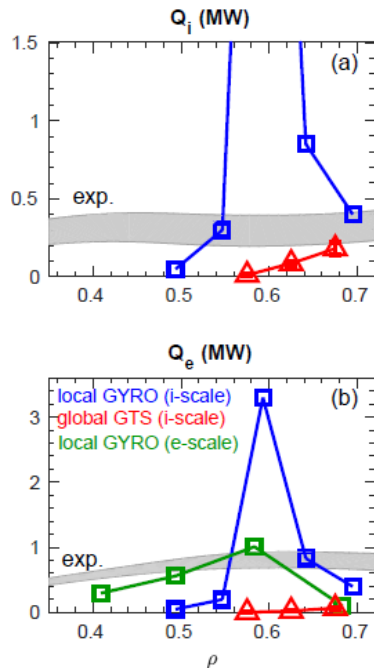 Q_i (MW)
1.5
(a)
1
exp.
0.5
0
0.4 0.5 0.6 0.7
Q_e (MW)
local GYRO (i-scale) (b)
3
global GTS (i-scale)
local GYRO (e-scale)
2
1
exp.
0
0.4 0.5 0.6 0.7
ρ